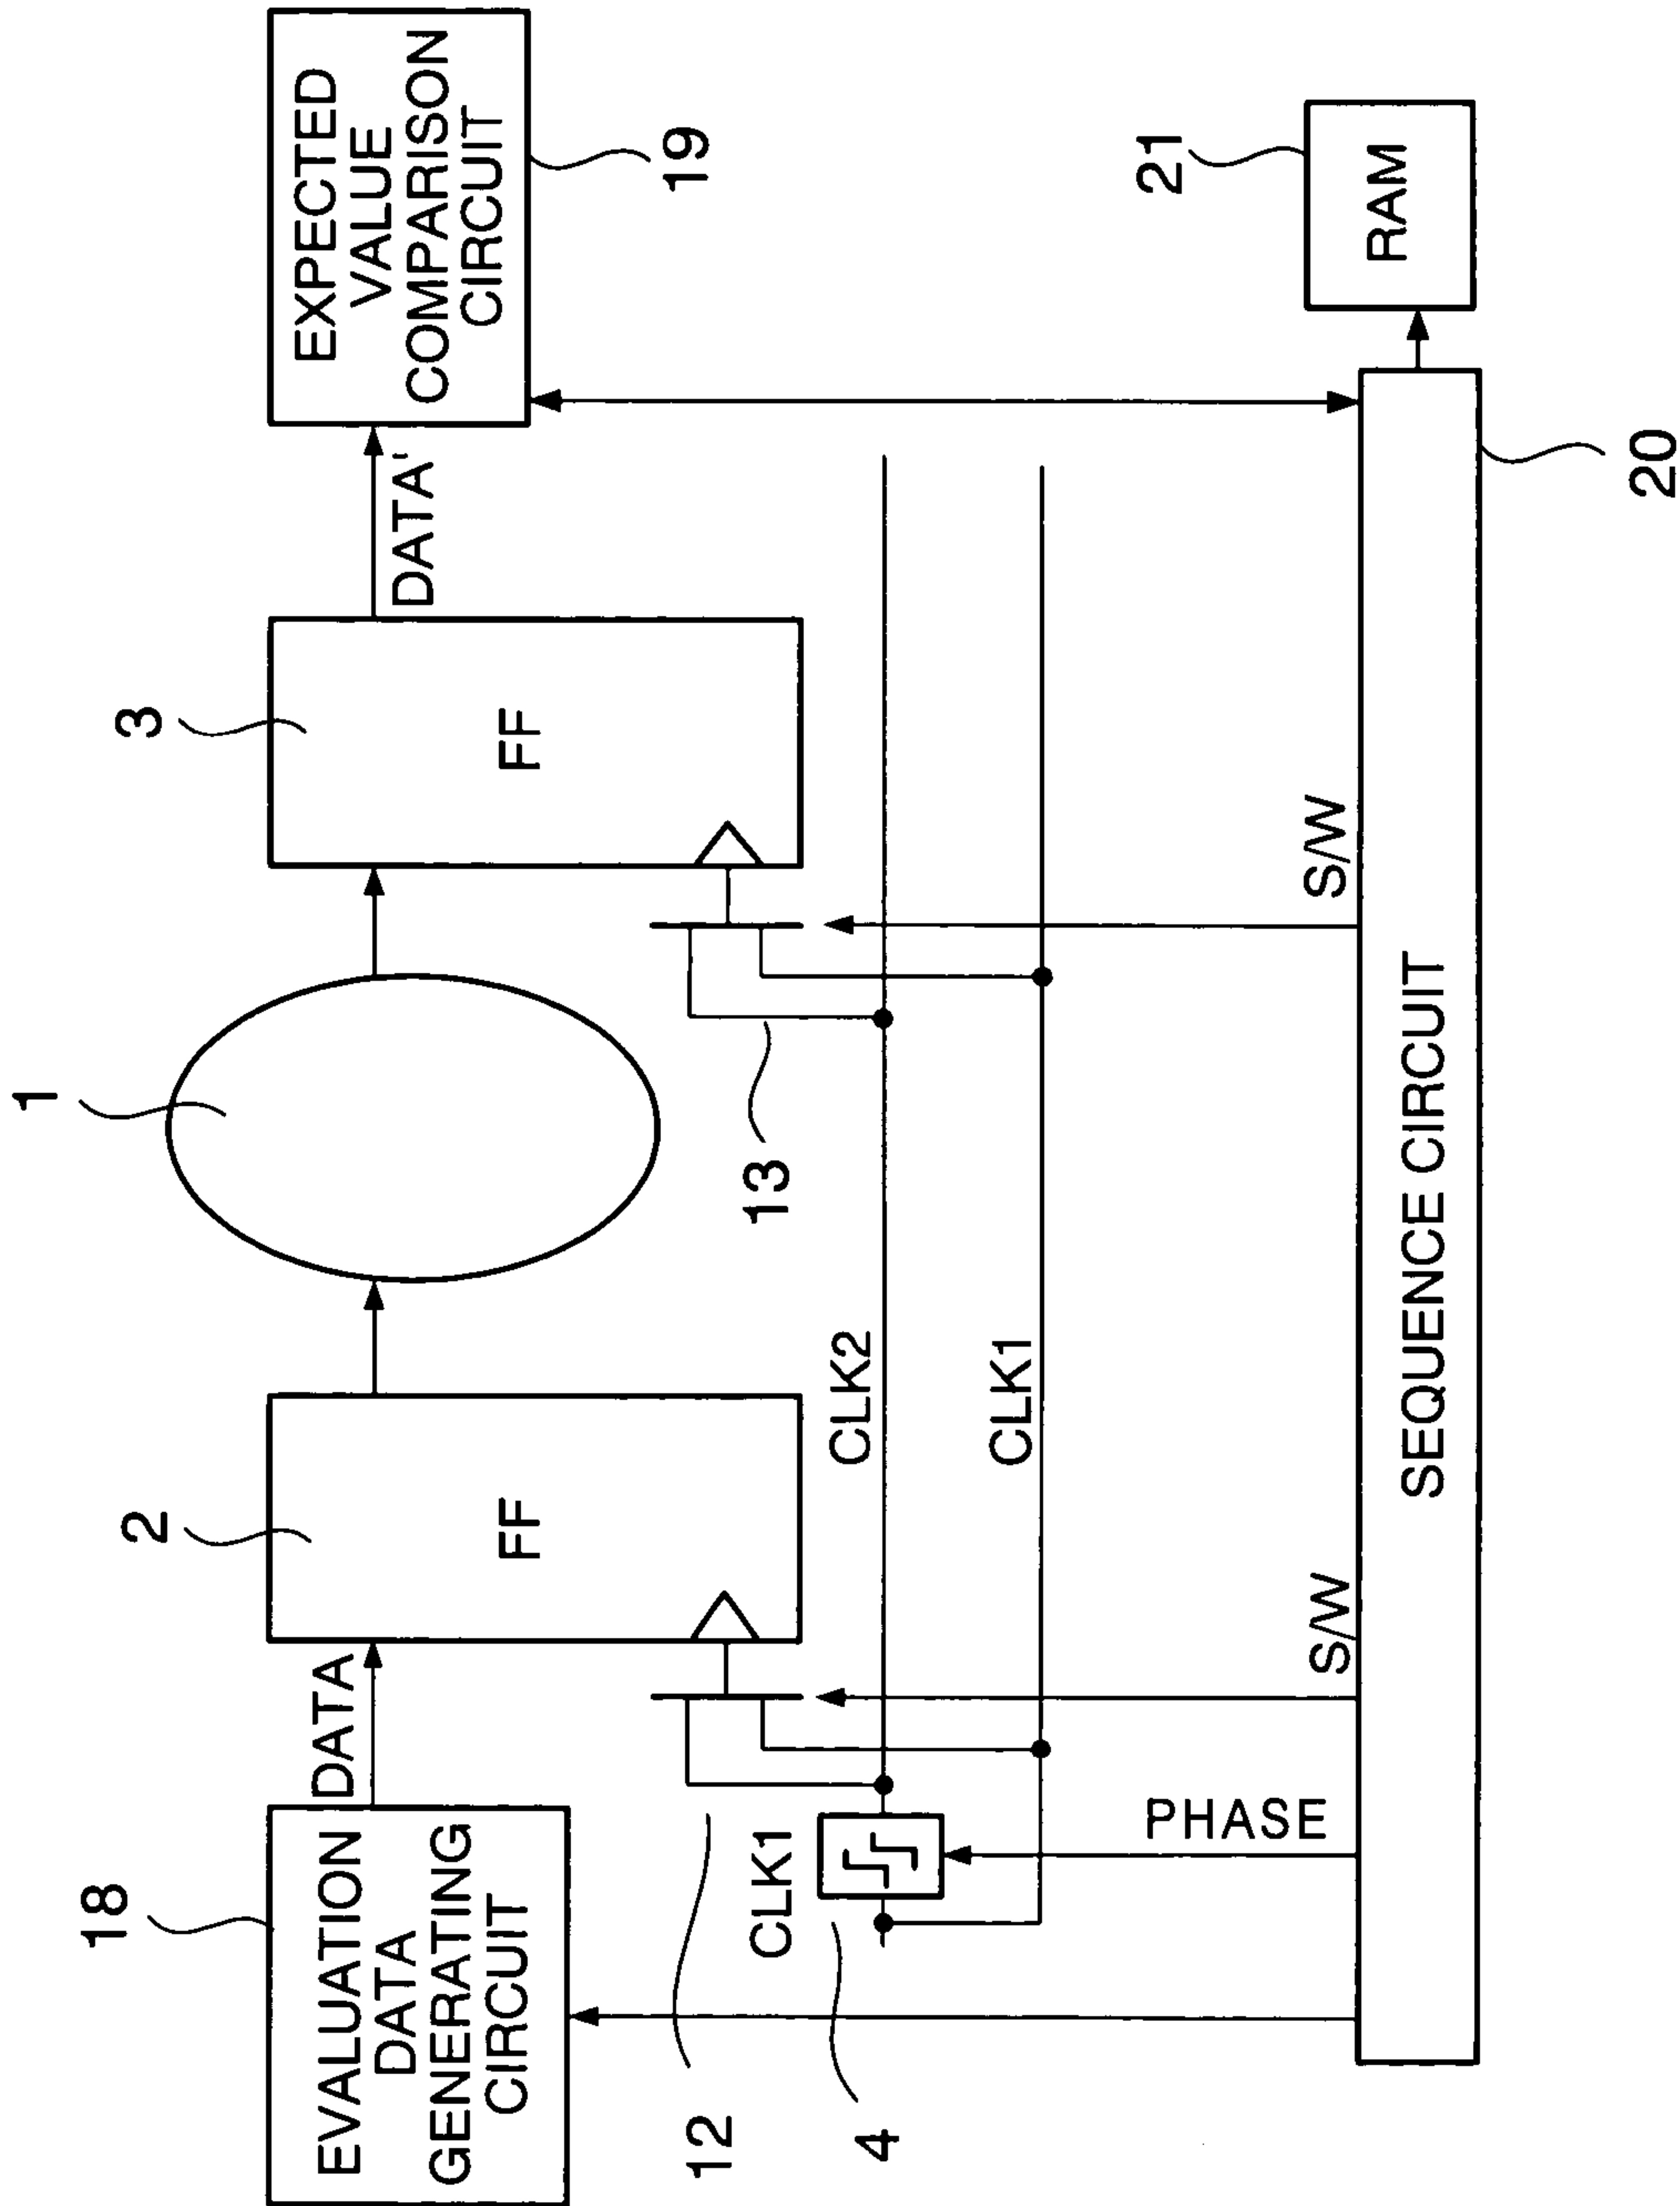 1
18
2
3
EVALUATION
DATA
GENERATING
CIRCUIT
DATA
FF
FF
DATA'
EXPECTED
VALUE
COMPARISON
CIRCUIT
19
12
4
CLK1
CLK2
CLK1
13
21
RAM
PHASE
S/W
S/W
SEQUENCE CIRCUIT
20